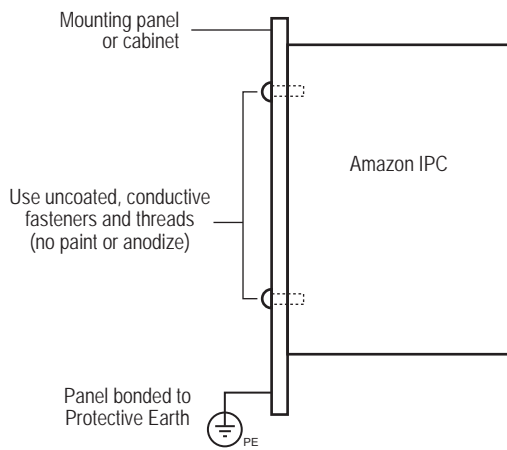 Mounting panel
or cabinet
Amazon IPC
Use uncoated, conductive
fasteners and threads
(no paint or anodize)
Panel bonded to
Protective Earth
PE